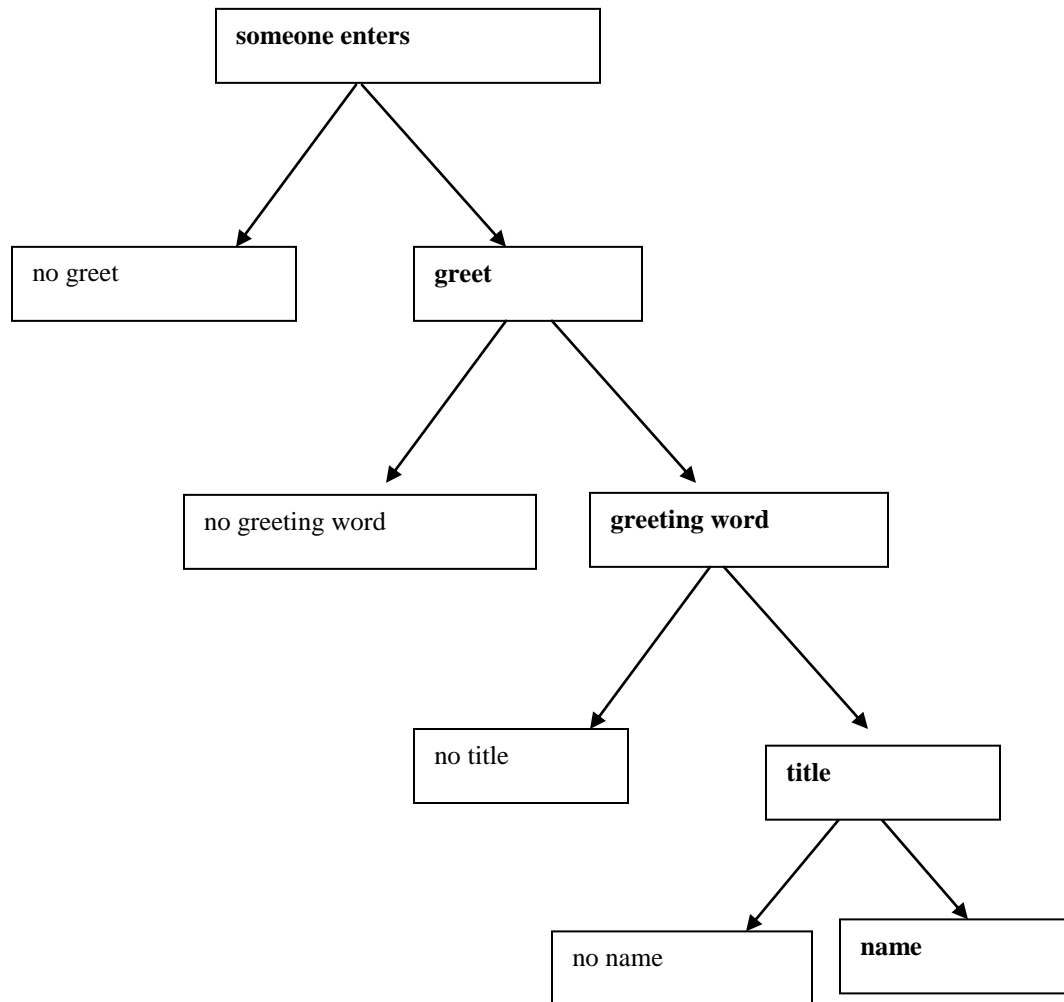 someone enters
no greet
greet
no greeting word
greeting word
no title
title
no name
name